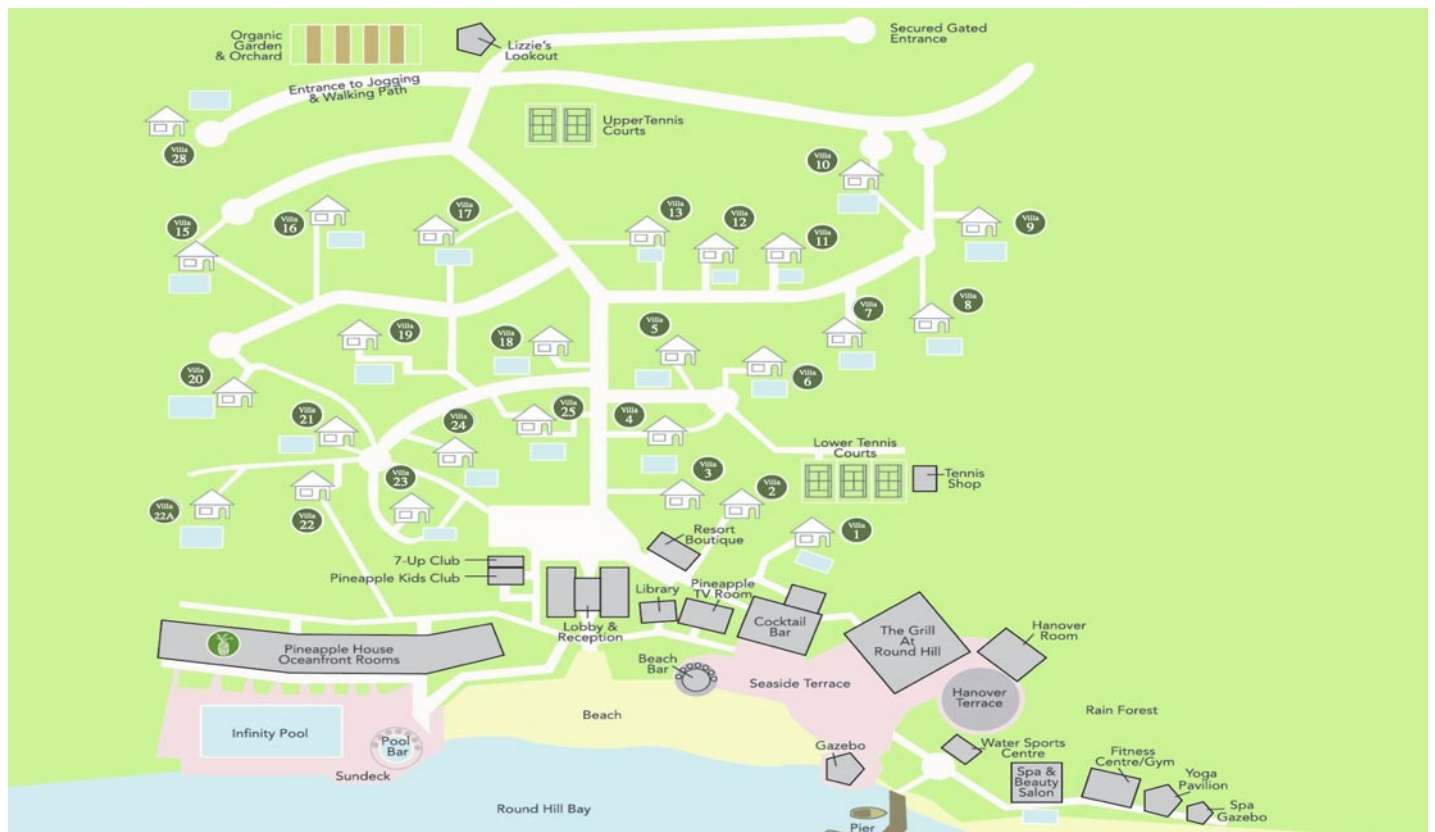 Organic
Garden
& Orchard
Lizzie's
Lookout
Secured Gated
Entrance
Entrance to Jogging
& Walking Path
Upper Tennis
Courts
Villa
28
Villa
10
Villa
15
Villa
16
Villa
17
Villa
13
Villa
12
Villa
11
Villa
9
Villa
8
Villa
7
Villa
19
Villa
18
Villa
5
Villa
6
Villa
20
Villa
21
Villa
24
Villa
25
Villa
4
Lower Tennis
Courts
Tennis
Shop
Villa
3
Villa
2
Villa
23
Villa
22A
Villa
22
Villa
1
Resort
Boutique
7-Up Club
Pineapple Kids Club
Library
Pineapple
TV Room
Lobby &
Reception
Cocktail
Bar
The Grill
At
Round Hill
Hanover
Room
Pineapple House
Oceanfront Rooms
Beach
Bar
Seaside Terrace
Hanover
Terrace
Rain Forest
Beach
Infinity Pool
Pool
Bar
Sundeck
Gazebo
Water Sports
Centre
Fitness
Centre/Gym
Spa &
Beauty
Salon
Yoga
Pavilion
Spa
Gazebo
Round Hill Bay
Pier